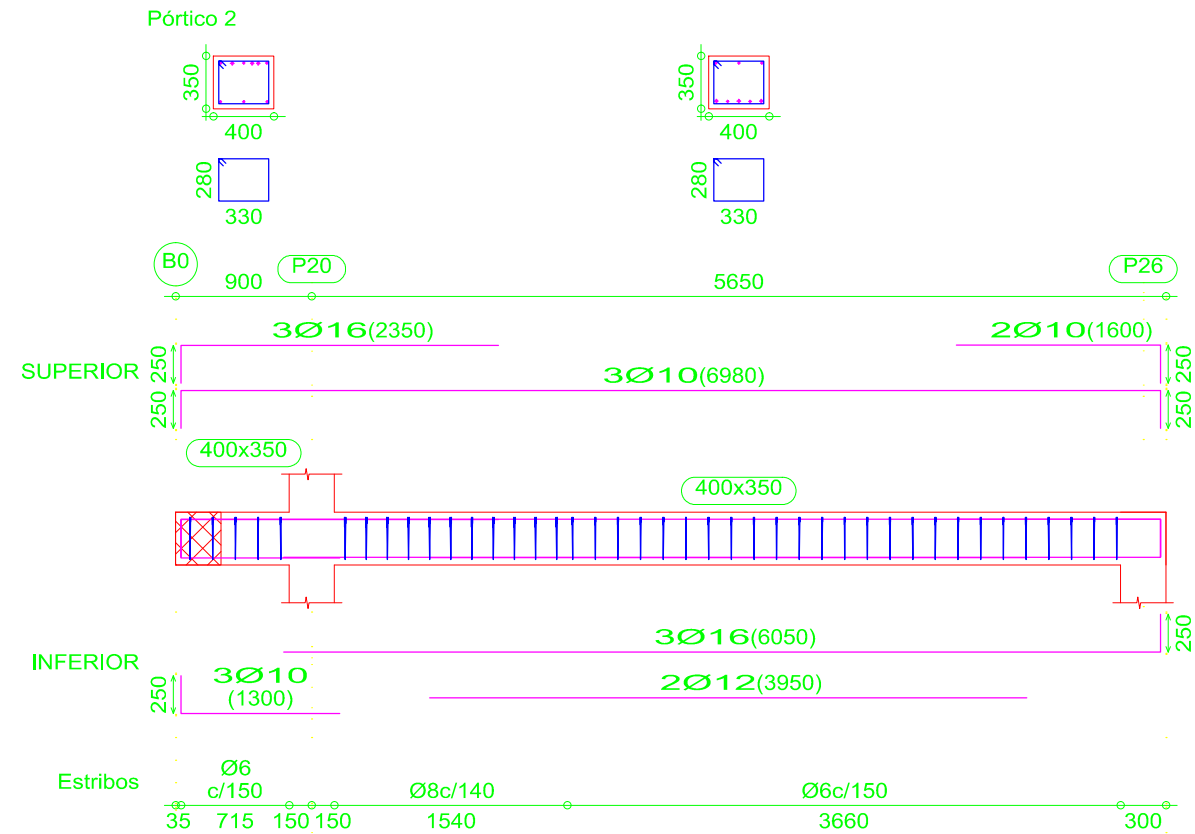 Pórtico 2
350 350
400 400
280 280
330 330
B0 P20 P26
900 5650
3Ø16(2350) 2Ø10(1600)
250 250
SUPERIOR
3Ø10(6980)
250 250
400x350
400x350
3Ø16(6050)
250
INFERIOR
3Ø10
(1300)
250
2Ø12(3950)
Estribos
Ø6
c/150
Ø8c/140 Ø6c/150
35 715 150 150 1540 3660 300